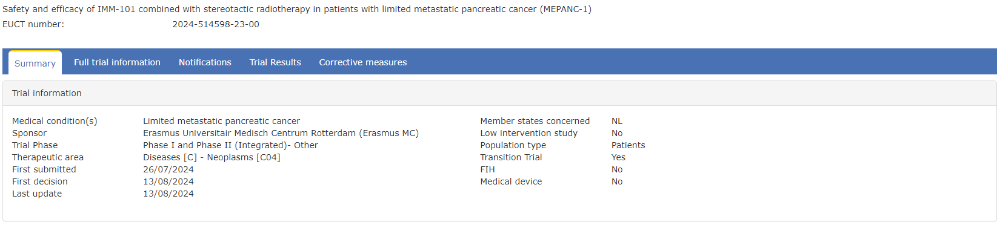 Safety and efficacy of IMM-101 combined with stereotactic radiotherapy in patients with limited metastatic pancreatic cancer (MEPANC-1)
EUCT number: 2024-514598-23-00
Summary Full trial information Notifications Trial Results Corrective measures
Trial information
Medical condition(s) Limited metastatic pancreatic cancer Member states concerned NL
Sponsor Erasmus Universitair Medisch Centrum Rotterdam (Erasmus MC) Low intervention study No
Trial Phase Phase I and Phase II (Integrated)- Other Population type Patients
Therapeutic area Diseases [C] - Neoplasms [C04] Transition Trial Yes
First submitted 26/07/2024 FIH No
First decision 13/08/2024 Medical device No
Last update 13/08/2024